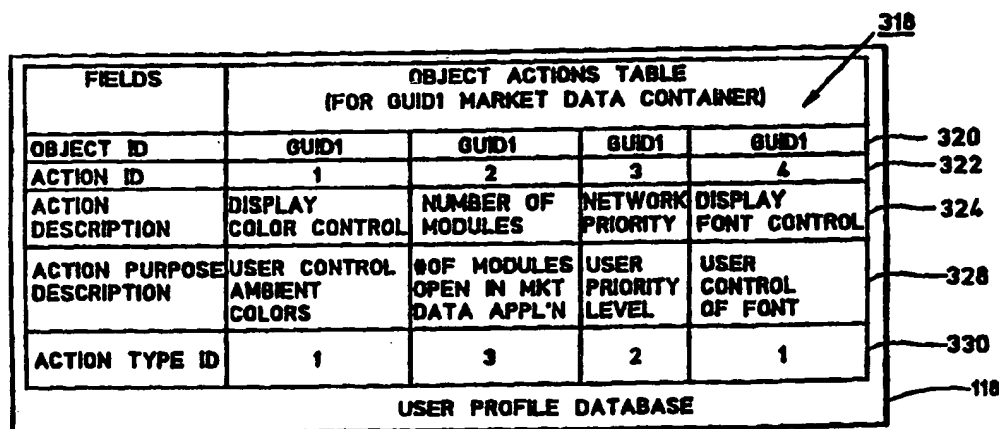 318
FIELDS
OBJECT ACTIONS TABLE
(FOR GUID1 MARKET DATA CONTAINER)
OBJECT ID GUID1 GUID1 GUID1 GUID1 320
ACTION ID 1 2 3 4 322
ACTION DESCRIPTION
DISPLAY COLOR CONTROL
NUMBER OF MODULES
NETWORK PRIORITY
DISPLAY FONT CONTROL
324
ACTION PURPOSE DESCRIPTION
USER CONTROL AMBIENT COLORS
#OF MODULES OPEN IN MKT DATA APPL'N
USER PRIORITY LEVEL
USER CONTROL OF FONT
328
ACTION TYPE ID 1 3 2 1 330
USER PROFILE DATABASE
118